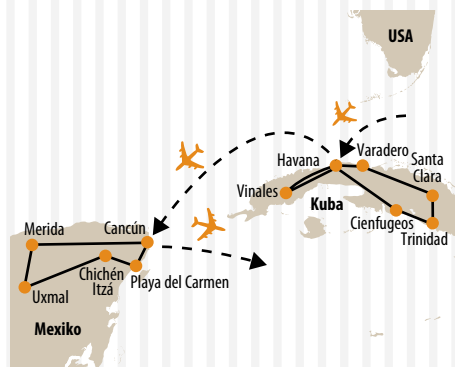 USA
Havana
Varadero
Santa
Clara
Vinales
Kuba
Cienfugeos
Trinidad
Merida
Cancún
Chichén
Itzá
Playa del Carmen
Uxmal
Mexiko